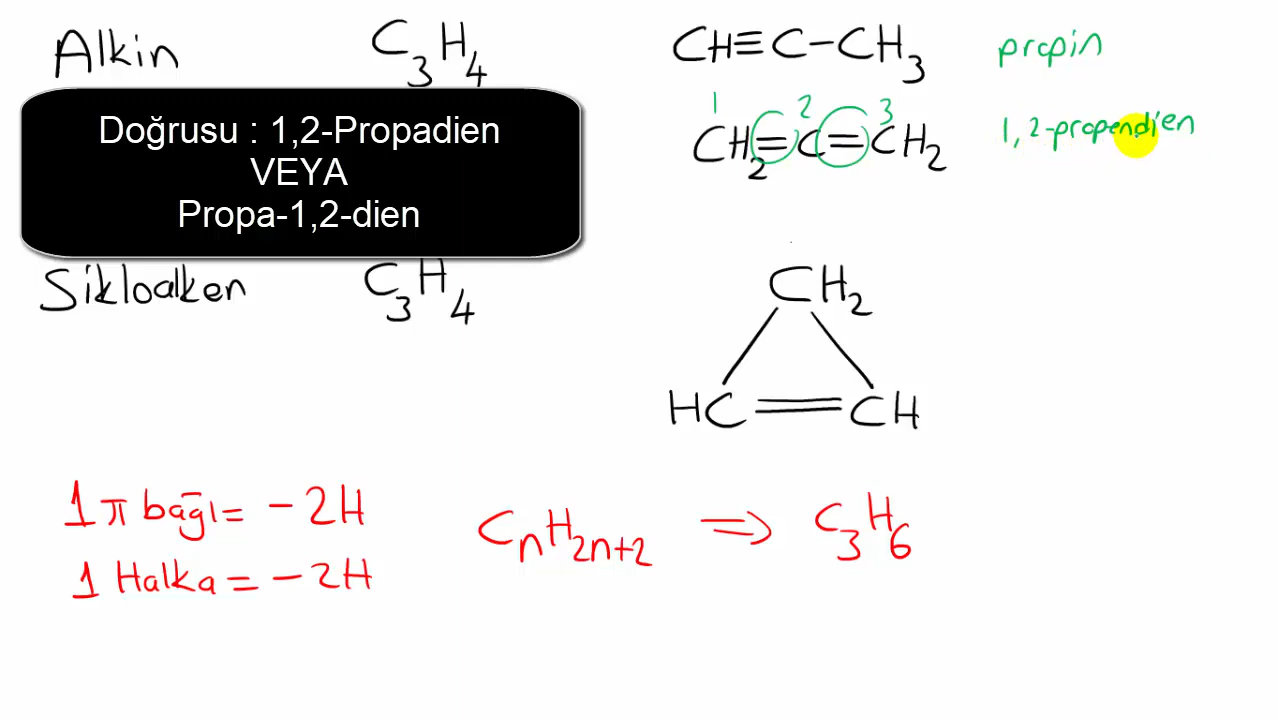 Alkin C₃H₄ CH≡C−CH₃ propin
Doğrusu : 1,2-Propadien
VEYA
Propa-1,2-dien
1 2 3
CH₂=C=CH₂ 1,2-propendien
Sikloalken C₃H₄
CH₂
HC=CH
1 π bağı = −2H CnH2n+2 ⇒ C₃H₆
1 Halka = −2H